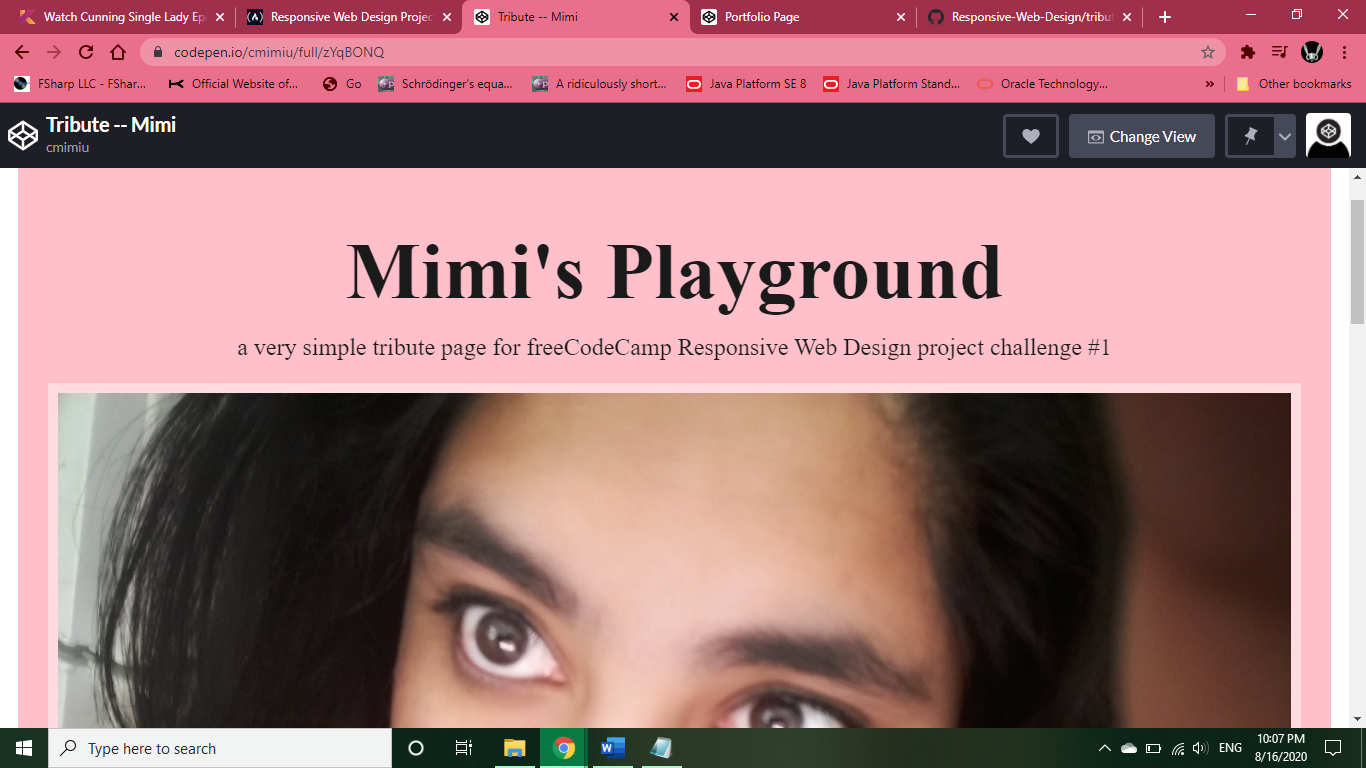 Watch Cunning Single Lady Epi
Responsive Web Design Projec
Tribute -- Mimi
Portfolio Page
Responsive-Web-Design/tribut
codepen.io/cmimiu/full/zYqBONQ
FSharp LLC - FShar...
Official Website of...
Go
Schrödinger's equa...
A ridiculously short...
Java Platform SE 8
Java Platform Stand...
Oracle Technology...
»
Other bookmarks
Tribute -- Mimi
cmimiu
Change View
Mimi's Playground
a very simple tribute page for freeCodeCamp Responsive Web Design project challenge #1
Type here to search
ENG
10:07 PM
8/16/2020